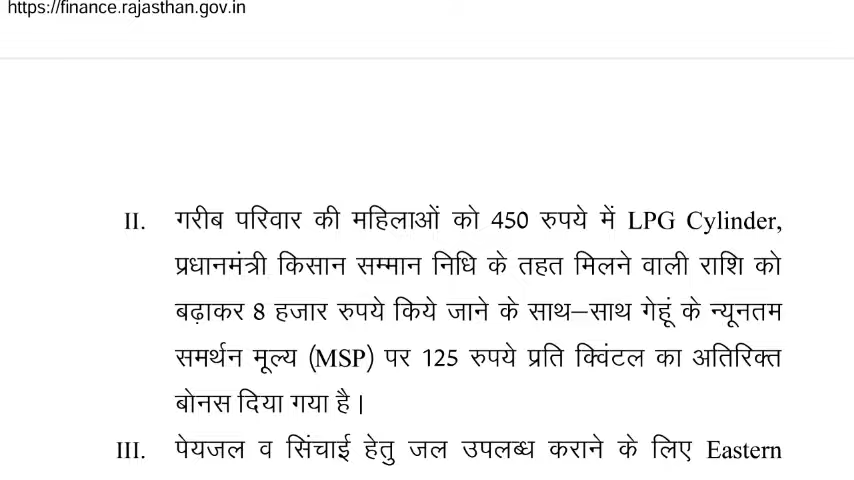 https://finance.rajasthan.gov.in
II. गरीब परिवार की महिलाओं को 450 रुपये में LPG Cylinder,
प्रधानमंत्री किसान सम्मान निधि के तहत मिलने वाली राशि को
बढ़ाकर 8 हजार रुपये किये जाने के साथ–साथ गेहूं के न्यूनतम
समर्थन मूल्य (MSP) पर 125 रुपये प्रति क्विंटल का अतिरिक्त
बोनस दिया गया है।
III. पेयजल व सिंचाई हेतु जल उपलब्ध कराने के लिए Eastern